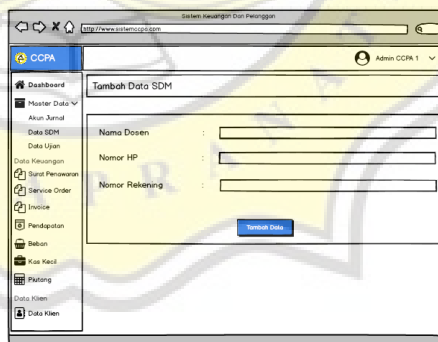 Sistem Keuangan Dan Pelanggan
http://www.sistemccpa.com
CCPA
Admin CCPA 1
Dashboard
Master Data
Akun Jurnal
Data SDM
Data Ujian
Data Keuangan
Surat Penawaran
Service Order
Invoice
Pendapatan
Beban
Kas Kecil
Piutang
Data Klien
Data Klien
Tambah Data SDM
Nama Dosen :
Nomor HP :
Nomor Rekening :
Tambah Data